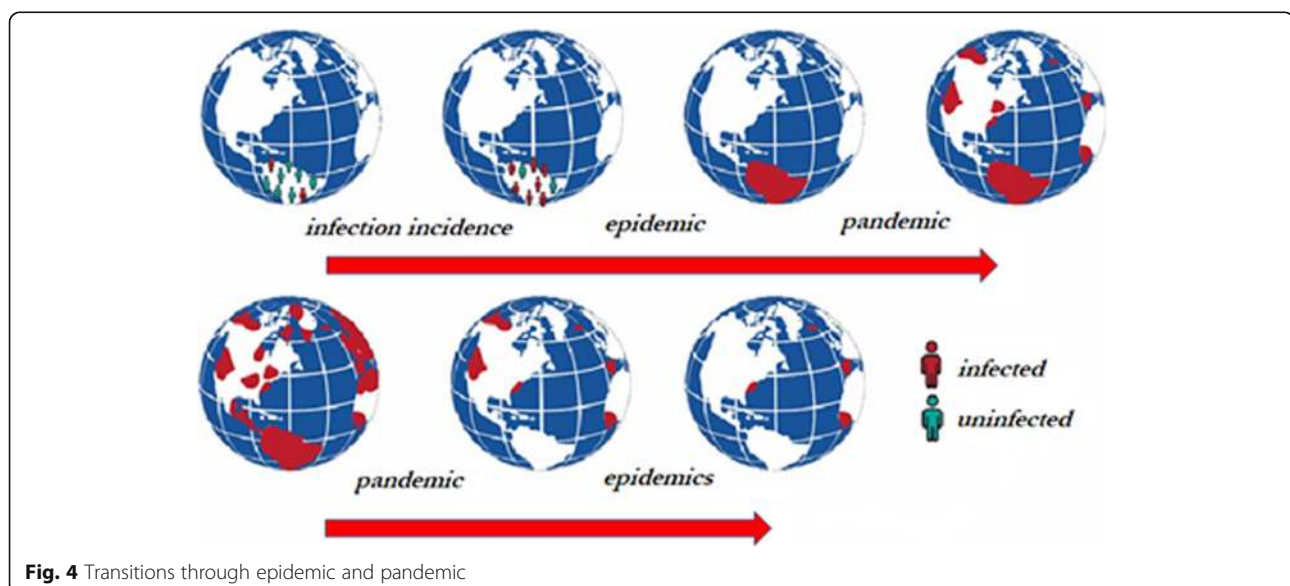 infection incidence
epidemic
pandemic
pandemic
epidemics
infected
uninfected
Fig. 4 Transitions through epidemic and pandemic